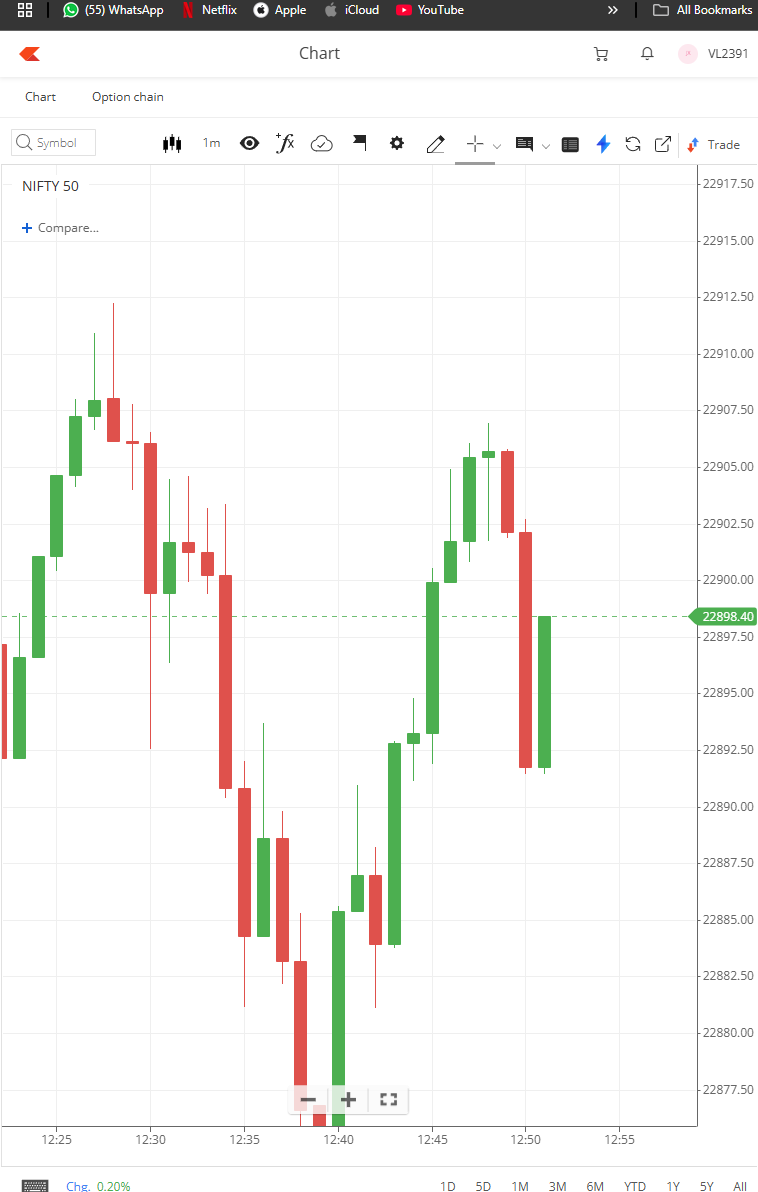 (55) WhatsApp Netflix Apple iCloud YouTube » All Bookmarks
Chart VL2391
Chart Option chain
Symbol 1m Trade
NIFTY 50
+ Compare...
22917.50
22915.00
22912.50
22910.00
22907.50
22905.00
22902.50
22900.00
22898.40
22897.50
22895.00
22892.50
22890.00
22887.50
22885.00
22882.50
22880.00
22877.50
12:25 12:30 12:35 12:40 12:45 12:50 12:55
Chg. 0.20% 1D 5D 1M 3M 6M YTD 1Y 5Y All